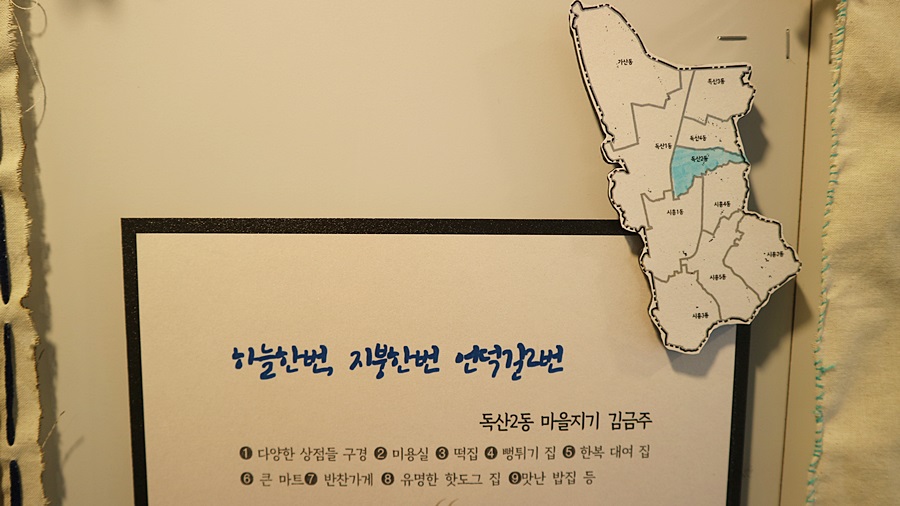 가산동
독산3동
독산4동
독산1동
독산2동
시흥4동
시흥1동
시흥2동
시흥5동
시흥3동
하늘한번, 지붕한번 언덕길2번
독산2동 마을지기 김금주
❶ 다양한 상점들 구경 ❷ 미용실 ❸ 떡집 ❹ 뻥튀기 집 ❺ 한복 대여 집
❻ 큰 마트❼ 반찬가게 ❽ 유명한 핫도그 집 ❾맛난 밥집 등
“